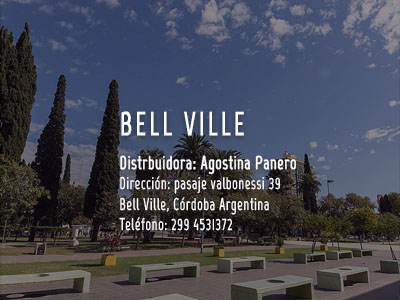 BELL VILLE
Distrbuidora: Agostina Panero
Dirección: pasaje valbonessi 39
Bell Ville, Córdoba Argentina
Teléfono: 299 4531372